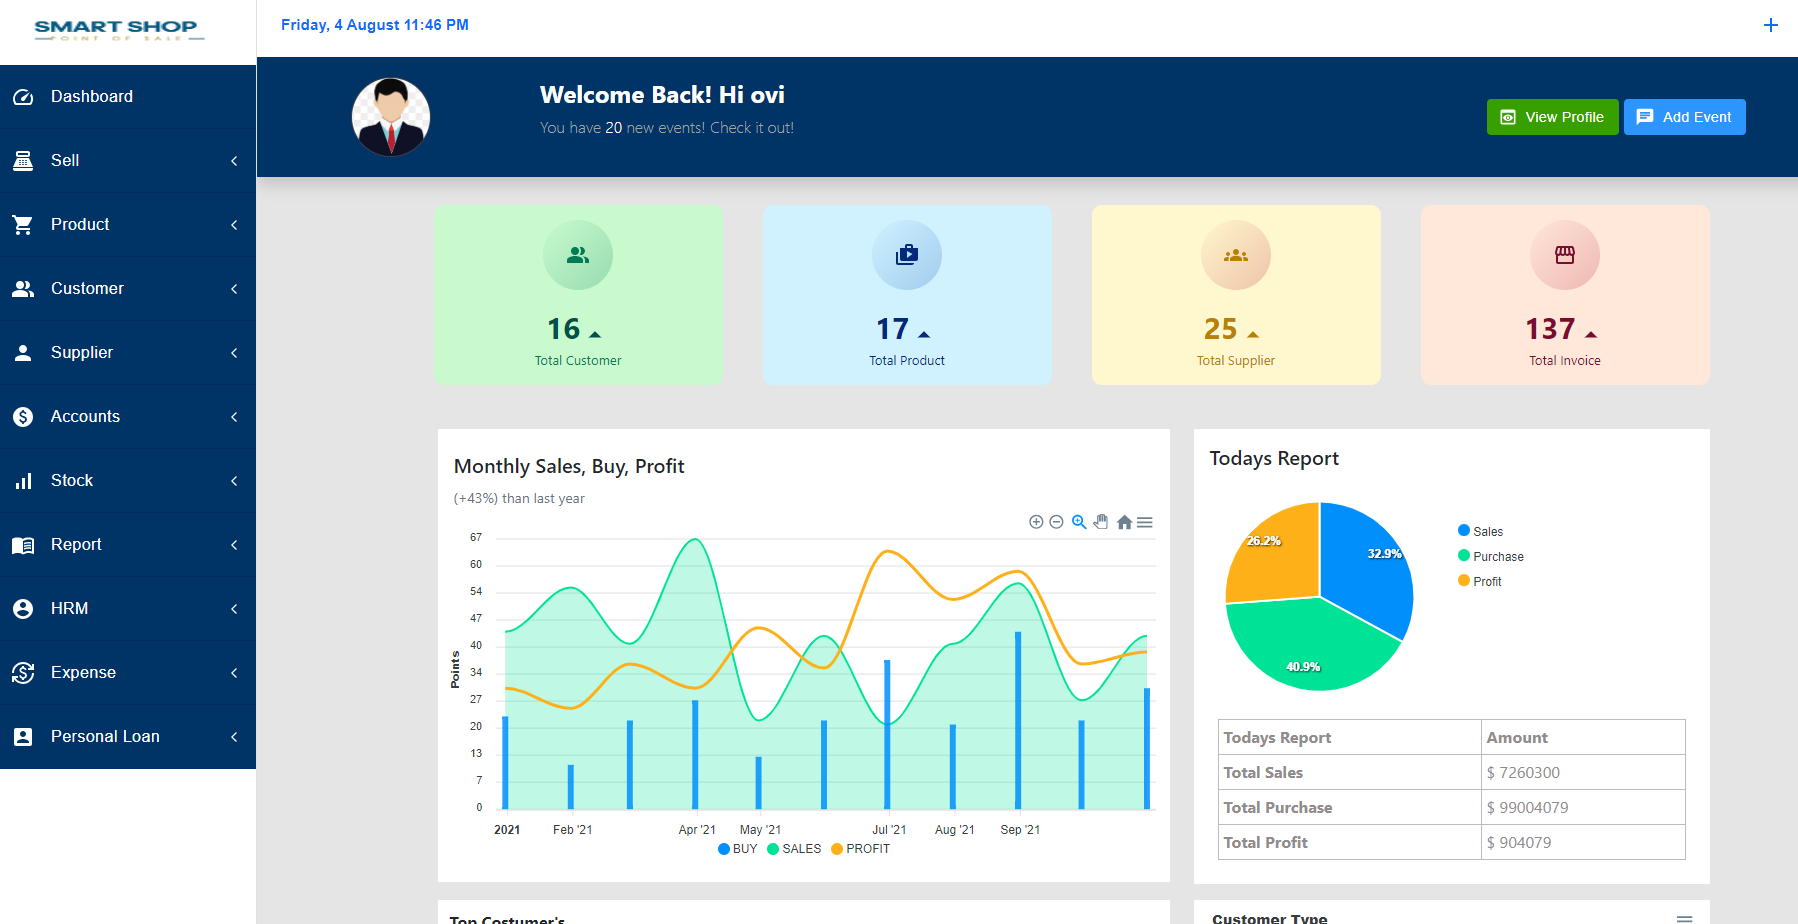 SMART SHOP
POINT OF SALE
Friday, 4 August 11:46 PM
Dashboard
Sell
Product
Customer
Supplier
Accounts
Stock
Report
HRM
Expense
Personal Loan
Welcome Back! Hi ovi
You have 20 new events! Check it out!
View Profile
Add Event
16
Total Customer
17
Total Product
25
Total Supplier
137
Total Invoice
Monthly Sales, Buy, Profit
(+43%) than last year
67
60
54
47
40
34
27
20
13
7
0
Points
2021 Feb '21 Apr '21 May '21 Jul '21 Aug '21 Sep '21
BUY SALES PROFIT
Todays Report
26.2%
32.9%
40.9%
Sales
Purchase
Profit
Todays Report Amount
Total Sales $ 7260300
Total Purchase $ 99004079
Total Profit $ 904079
Top Costumer's
Customer Type